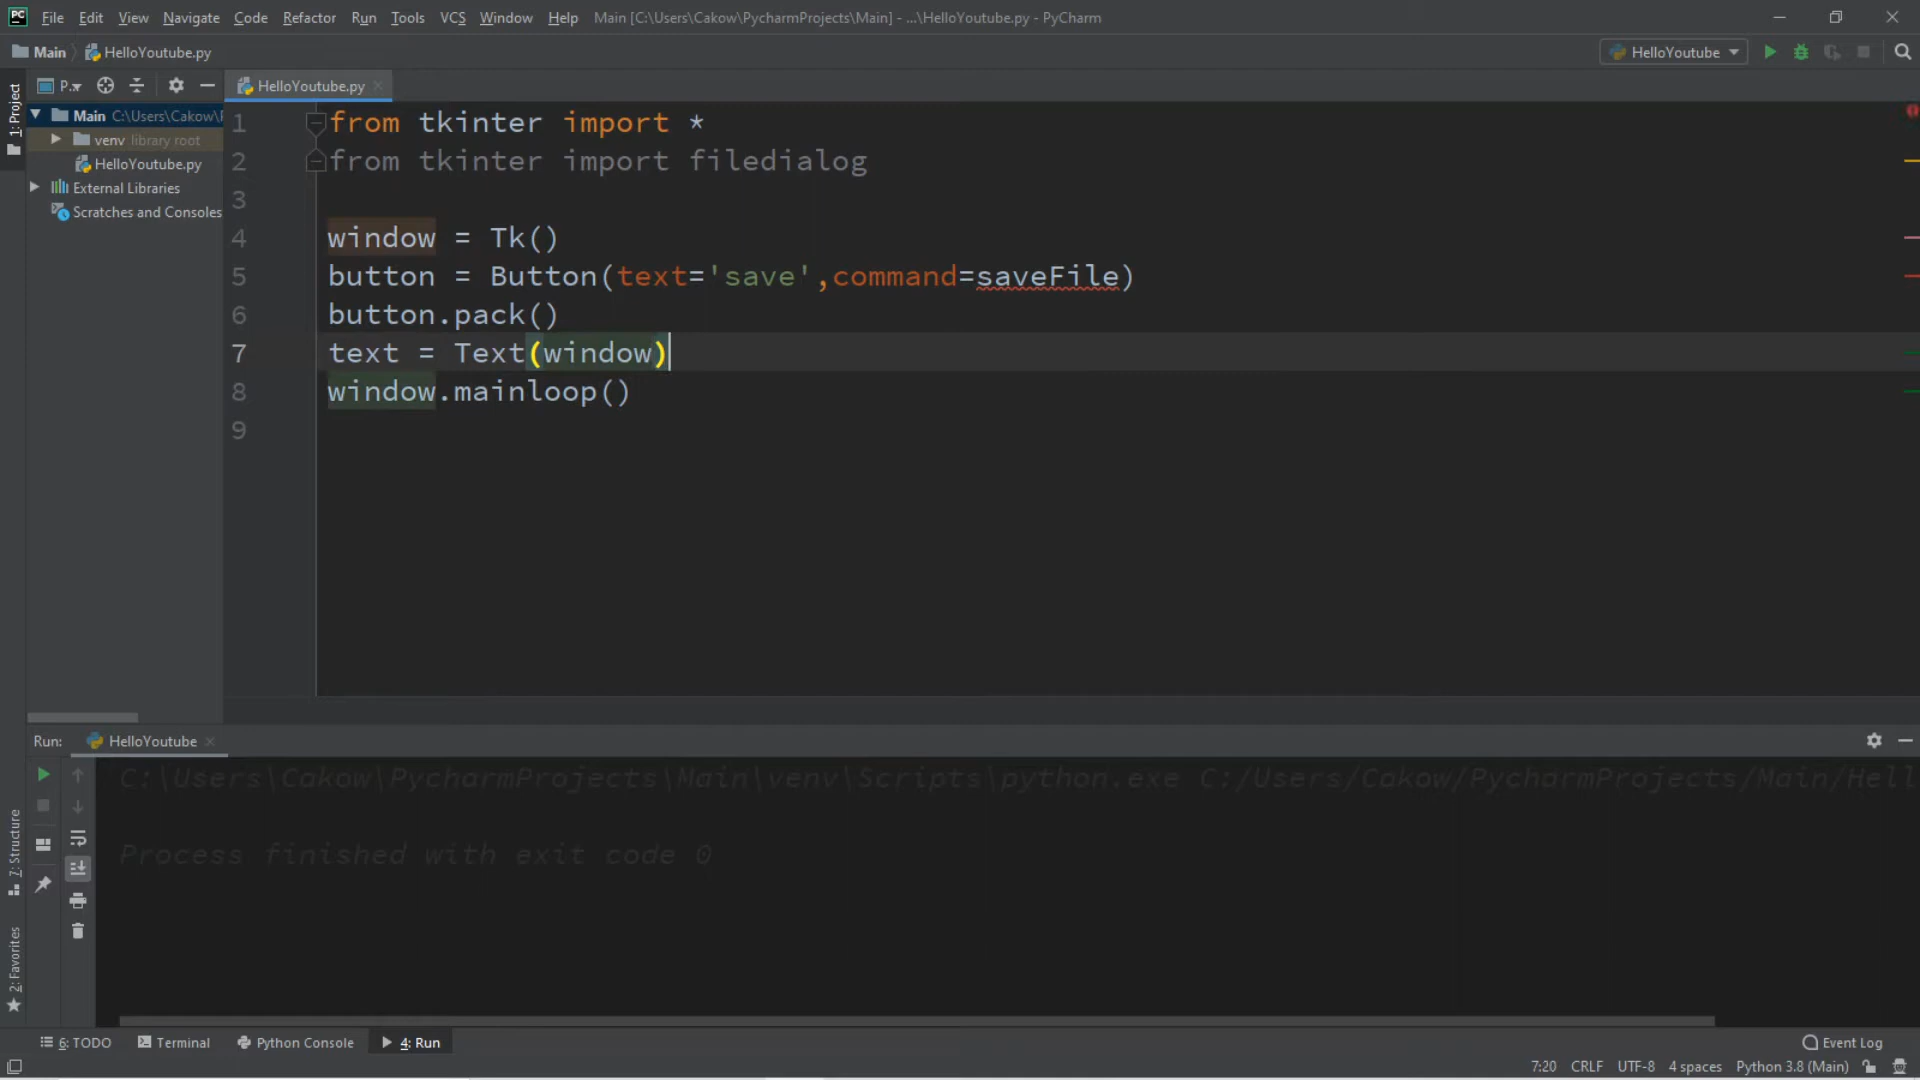 PC File Edit View Navigate Code Refactor Run Tools VCS Window Help Main [C:\Users\Cakow\PycharmProjects\Main] - ...\HelloYoutube.py - PyCharm
Main HelloYoutube.py HelloYoutube
1: Project P. HelloYoutube.py
Main C:\Users\Cakow\
venv library root
HelloYoutube.py
External Libraries
Scratches and Consoles
1 from tkinter import *
2 from tkinter import filedialog
3
4 window = Tk()
5 button = Button(text='save',command=saveFile)
6 button.pack()
7 text = Text(window)
8 window.mainloop()
9
Run: HelloYoutube
C:\Users\Cakow\PycharmProjects\Main\venv\Scripts\python.exe C:/Users/Cakow/PycharmProjects/Main/Hell
Process finished with exit code 0
7: Structure
2: Favorites
6: TODO Terminal Python Console 4: Run Event Log
7:20 CRLF UTF-8 4 spaces Python 3.8 (Main)